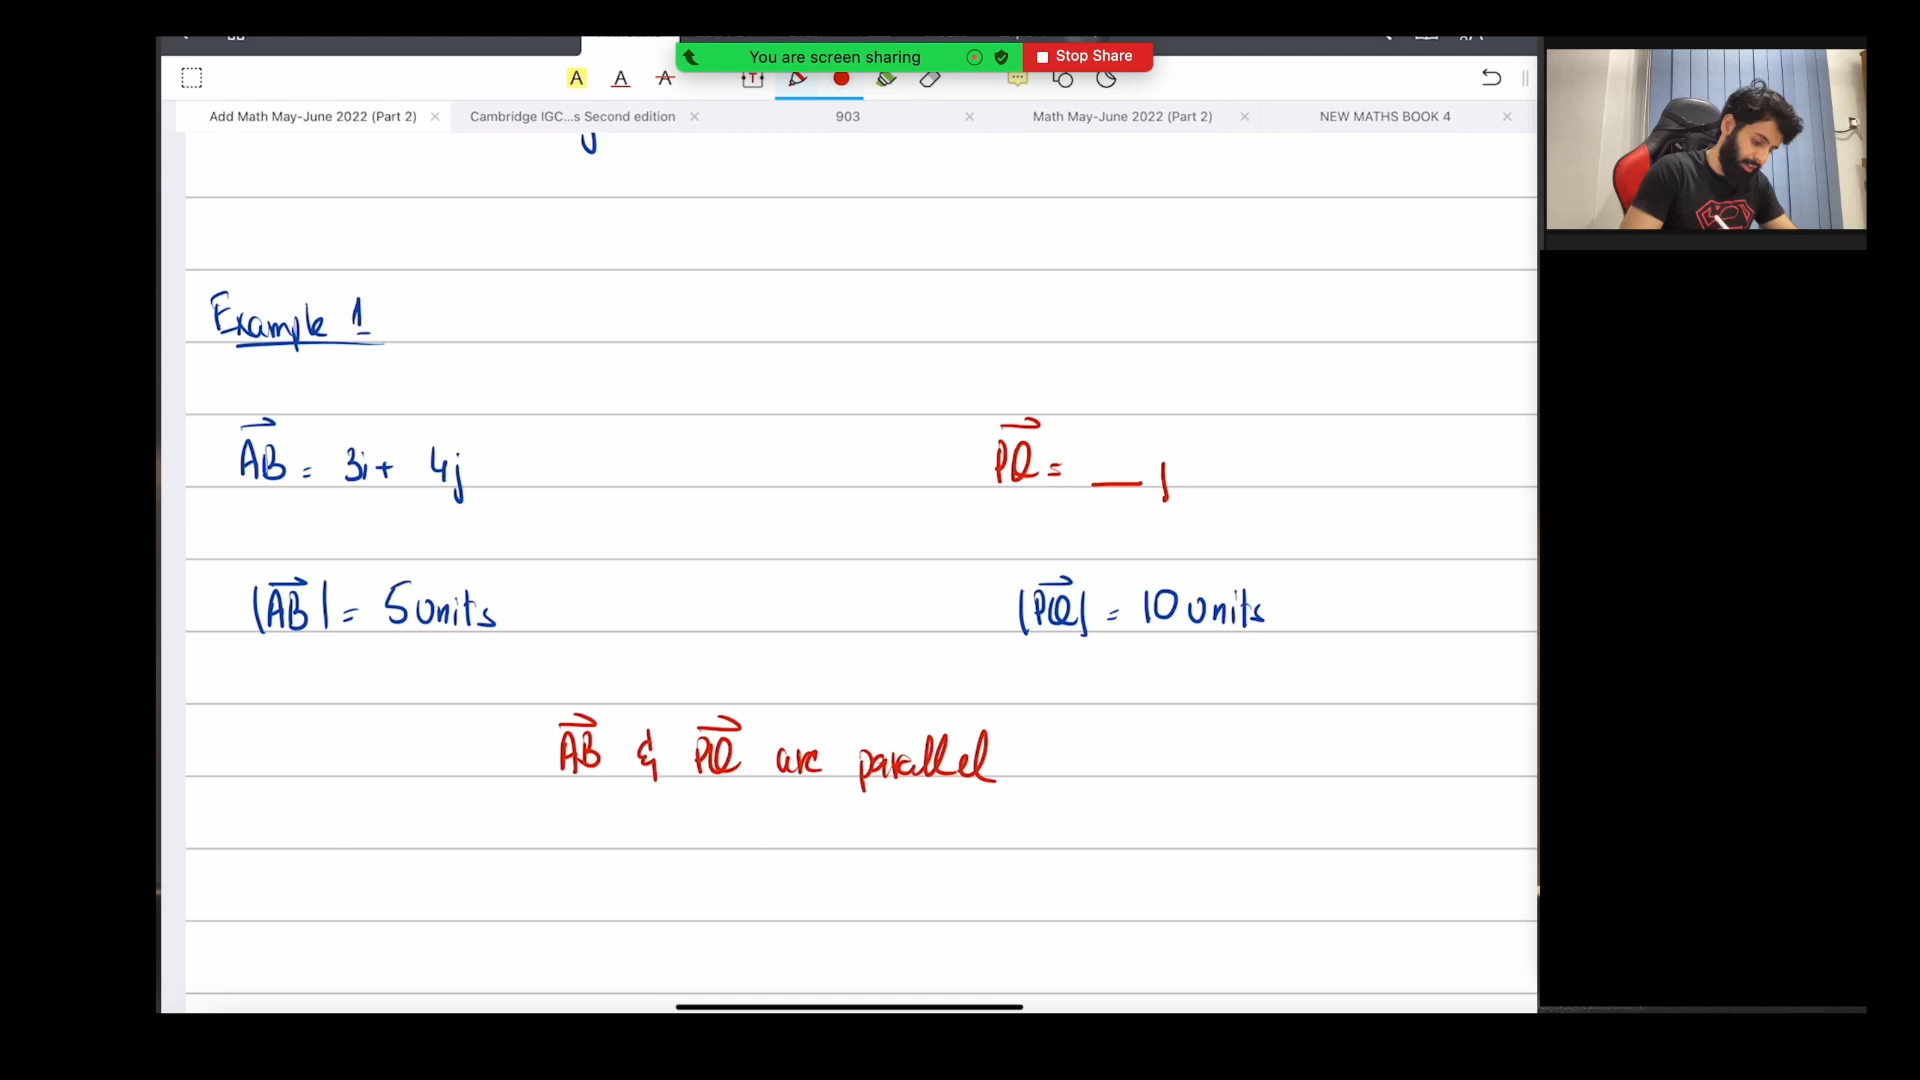 You are screen sharing Stop Share
A A A T
Add Math May-June 2022 (Part 2) Cambridge IGC...s Second edition 903 Math May-June 2022 (Part 2) NEW MATHS BOOK 4
Example 1
AB = 3i + 4j
PQ = __
|AB| = 5 units
|PQ| = 10 units
AB & PQ are parallel